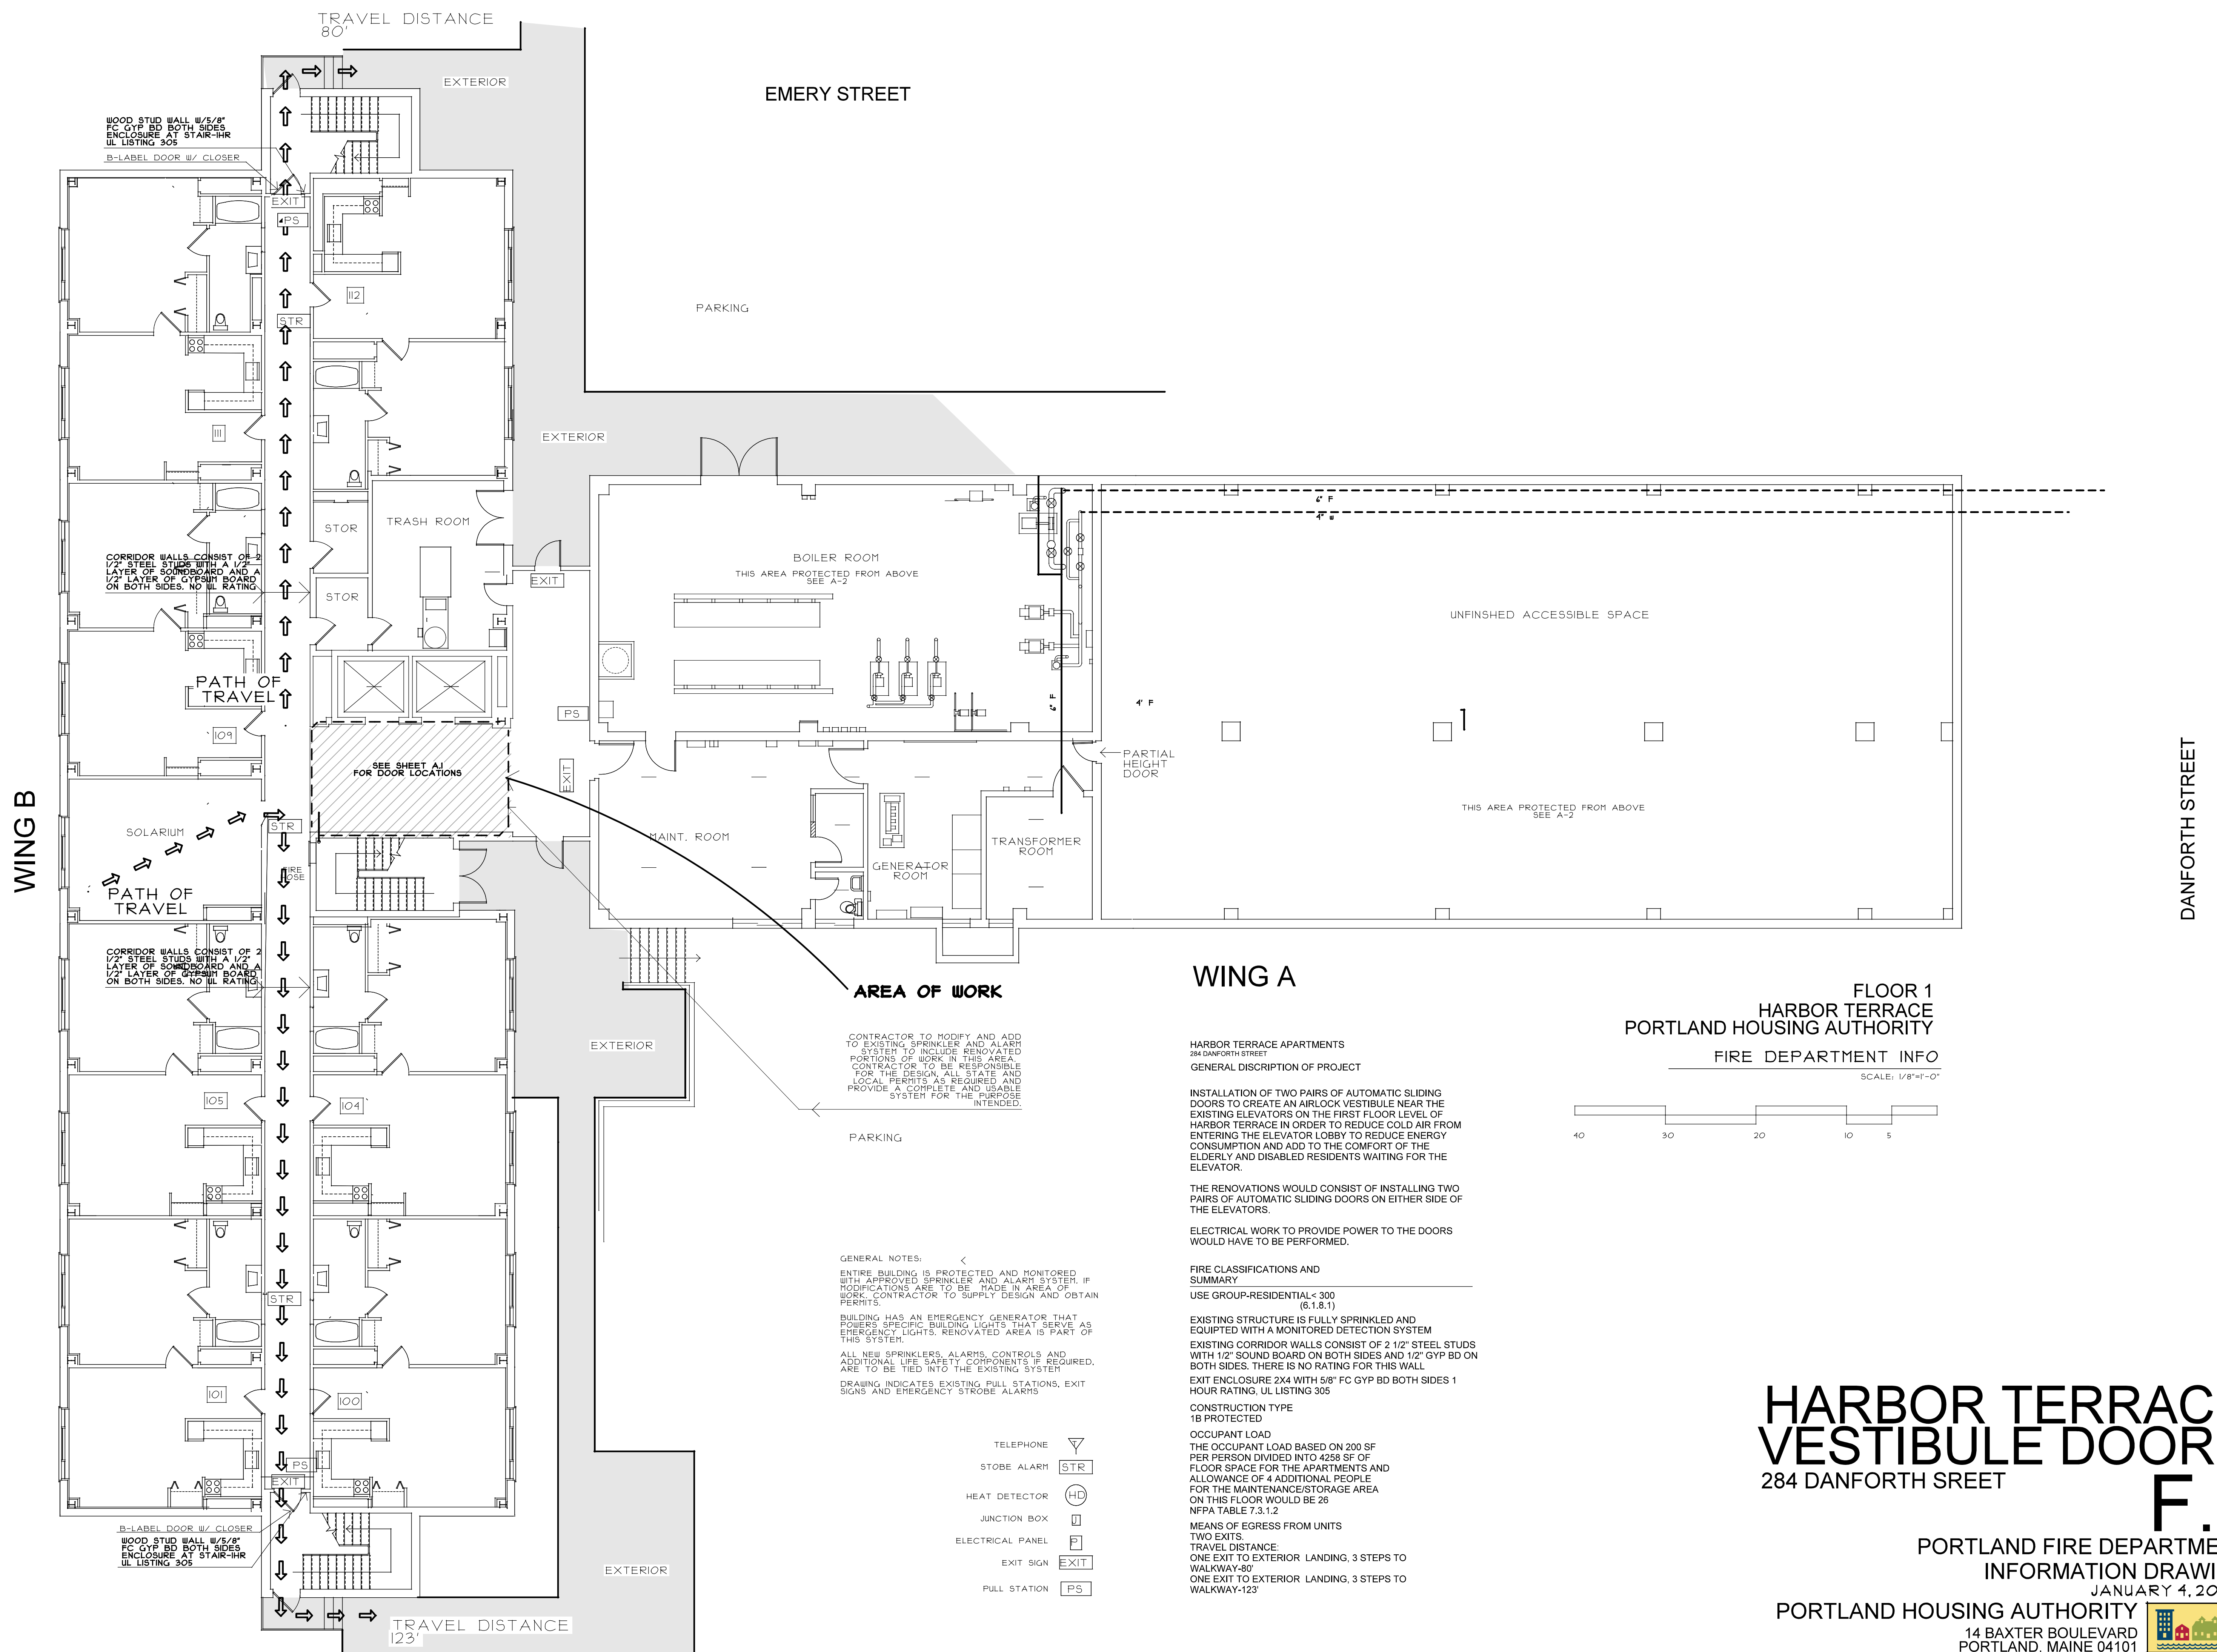 TRAVEL DISTANCE
80'
EXTERIOR
EMERY STREET
WOOD STUD WALL W/5/8"
FC GYP BD BOTH SIDES
ENCLOSURE AT STAIR-1HR
UL LISTING 305
B-LABEL DOOR W/ CLOSER
EXIT
PS
112
STR
PARKING
111
EXTERIOR
STOR
TRASH ROOM
CORRIDOR WALLS CONSIST OF 2
1/2" STEEL STUDS WITH A 1/2"
LAYER OF SOUNDBOARD AND A
1/2" LAYER OF GYPSUM BOARD
ON BOTH SIDES. NO UL RATING
STOR
EXIT
BOILER ROOM
THIS AREA PROTECTED FROM ABOVE
SEE A-2
6" F
4" W
UNFINSHED ACCESSIBLE SPACE
PATH OF
TRAVEL
109
PS
6" F
4' F
1
SEE SHEET A.1
FOR DOOR LOCATIONS
EXIT
PARTIAL
HEIGHT
DOOR
THIS AREA PROTECTED FROM ABOVE
SEE A-2
WING B
DANFORTH STREET
SOLARIUM
STR
FIRE
HOSE
PATH OF
TRAVEL
MAINT. ROOM
GENERATOR
ROOM
TRANSFORMER
ROOM
CORRIDOR WALLS CONSIST OF 2
1/2" STEEL STUDS WITH A 1/2"
LAYER OF SOUNDBOARD AND A
1/2" LAYER OF GYPSUM BOARD
ON BOTH SIDES. NO UL RATING
AREA OF WORK
WING A
EXTERIOR
CONTRACTOR TO MODIFY AND ADD
TO EXISTING SPRINKLER AND ALARM
SYSTEM TO INCLUDE RENOVATED
PORTIONS OF WORK IN THIS AREA.
CONTRACTOR TO BE RESPONSIBLE
FOR THE DESIGN, ALL STATE AND
LOCAL PERMITS AS REQUIRED AND
PROVIDE A COMPLETE AND USABLE
SYSTEM FOR THE PURPOSE
INTENDED.
PARKING
105
104
STR
101
100
PS
EXIT
B-LABEL DOOR W/ CLOSER
WOOD STUD WALL W/5/8"
FC GYP BD BOTH SIDES
ENCLOSURE AT STAIR-1HR
UL LISTING 305
EXTERIOR
TRAVEL DISTANCE
123'
GENERAL NOTES:
ENTIRE BUILDING IS PROTECTED AND MONITORED
WITH APPROVED SPRINKLER AND ALARM SYSTEM. IF
MODIFICATIONS ARE TO BE MADE IN AREA OF
WORK, CONTRACTOR TO SUPPLY DESIGN AND OBTAIN
PERMITS.
BUILDING HAS AN EMERGENCY GENERATOR THAT
POWERS SPECIFIC BUILDING LIGHTS THAT SERVE AS
EMERGENCY LIGHTS. RENOVATED AREA IS PART OF
THIS SYSTEM.
ALL NEW SPRINKLERS, ALARMS, CONTROLS AND
ADDITIONAL LIFE SAFETY COMPONENTS IF REQUIRED,
ARE TO BE TIED INTO THE EXISTING SYSTEM
DRAWING INDICATES EXISTING PULL STATIONS, EXIT
SIGNS AND EMERGENCY STROBE ALARMS
TELEPHONE T
STOBE ALARM STR
HEAT DETECTOR HD
JUNCTION BOX J
ELECTRICAL PANEL P
EXIT SIGN EXIT
PULL STATION PS
HARBOR TERRACE APARTMENTS
284 DANFORTH STREET
GENERAL DISCRIPTION OF PROJECT
INSTALLATION OF TWO PAIRS OF AUTOMATIC SLIDING
DOORS TO CREATE AN AIRLOCK VESTIBULE NEAR THE
EXISTING ELEVATORS ON THE FIRST FLOOR LEVEL OF
HARBOR TERRACE IN ORDER TO REDUCE COLD AIR FROM
ENTERING THE ELEVATOR LOBBY TO REDUCE ENERGY
CONSUMPTION AND ADD TO THE COMFORT OF THE
ELDERLY AND DISABLED RESIDENTS WAITING FOR THE
ELEVATOR.
THE RENOVATIONS WOULD CONSIST OF INSTALLING TWO
PAIRS OF AUTOMATIC SLIDING DOORS ON EITHER SIDE OF
THE ELEVATORS.
ELECTRICAL WORK TO PROVIDE POWER TO THE DOORS
WOULD HAVE TO BE PERFORMED.
FIRE CLASSIFICATIONS AND
SUMMARY
USE GROUP-RESIDENTIAL< 300
(6.1.8.1)
EXISTING STRUCTURE IS FULLY SPRINKLED AND
EQUIPTED WITH A MONITORED DETECTION SYSTEM
EXISTING CORRIDOR WALLS CONSIST OF 2 1/2" STEEL STUDS
WITH 1/2" SOUND BOARD ON BOTH SIDES AND 1/2" GYP BD ON
BOTH SIDES. THERE IS NO RATING FOR THIS WALL
EXIT ENCLOSURE 2X4 WITH 5/8" FC GYP BD BOTH SIDES 1
HOUR RATING, UL LISTING 305
CONSTRUCTION TYPE
1B PROTECTED
OCCUPANT LOAD
THE OCCUPANT LOAD BASED ON 200 SF
PER PERSON DIVIDED INTO 4258 SF OF
FLOOR SPACE FOR THE APARTMENTS AND
ALLOWANCE OF 4 ADDITIONAL PEOPLE
FOR THE MAINTENANCE/STORAGE AREA
ON THIS FLOOR WOULD BE 26
NFPA TABLE 7.3.1.2
MEANS OF EGRESS FROM UNITS
TWO EXITS.
TRAVEL DISTANCE:
ONE EXIT TO EXTERIOR LANDING, 3 STEPS TO
WALKWAY-80'
ONE EXIT TO EXTERIOR LANDING, 3 STEPS TO
WALKWAY-123'
FLOOR 1
HARBOR TERRACE
PORTLAND HOUSING AUTHORITY
FIRE DEPARTMENT INFO
SCALE: 1/8"=1'-0"
40 30 20 10 5
HARBOR TERRAC
VESTIBULE DOOR
284 DANFORTH SREET
F.
PORTLAND FIRE DEPARTME
INFORMATION DRAWI
JANUARY 4, 20
PORTLAND HOUSING AUTHORITY
14 BAXTER BOULEVARD
PORTLAND, MAINE 04101